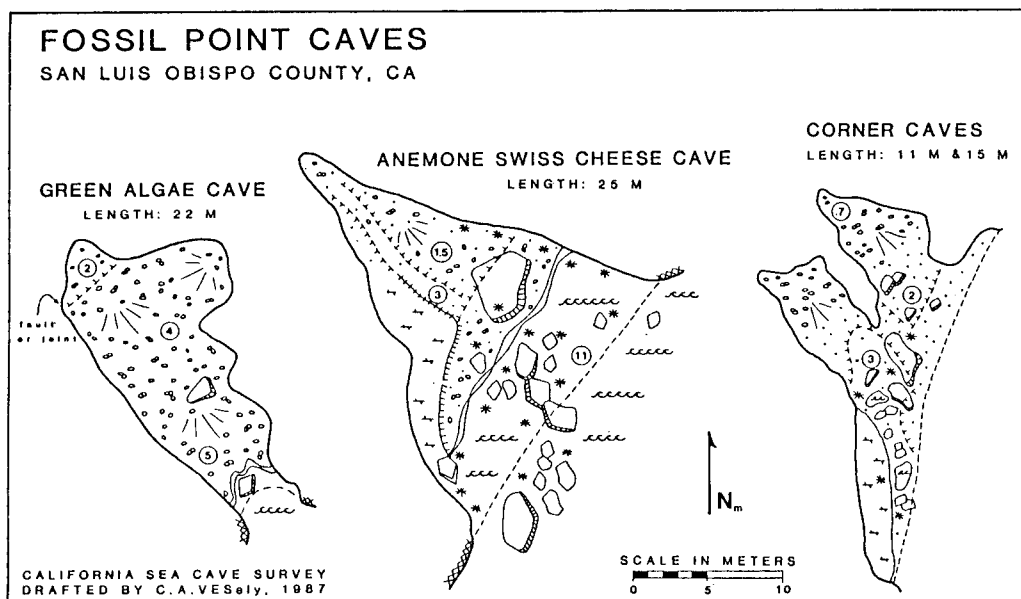 FOSSIL POINT CAVES
SAN LUIS OBISPO COUNTY, CA
GREEN ALGAE CAVE
LENGTH: 22 M
2
4
5
fault
or joint
ANEMONE SWISS CHEESE CAVE
LENGTH: 25 M
1.5
3
11
CORNER CAVES
LENGTH: 11 M & 15 M
.7
2
3
Nm
SCALE IN METERS
0 5 10
CALIFORNIA SEA CAVE SURVEY
DRAFTED BY C.A.VESely, 1987